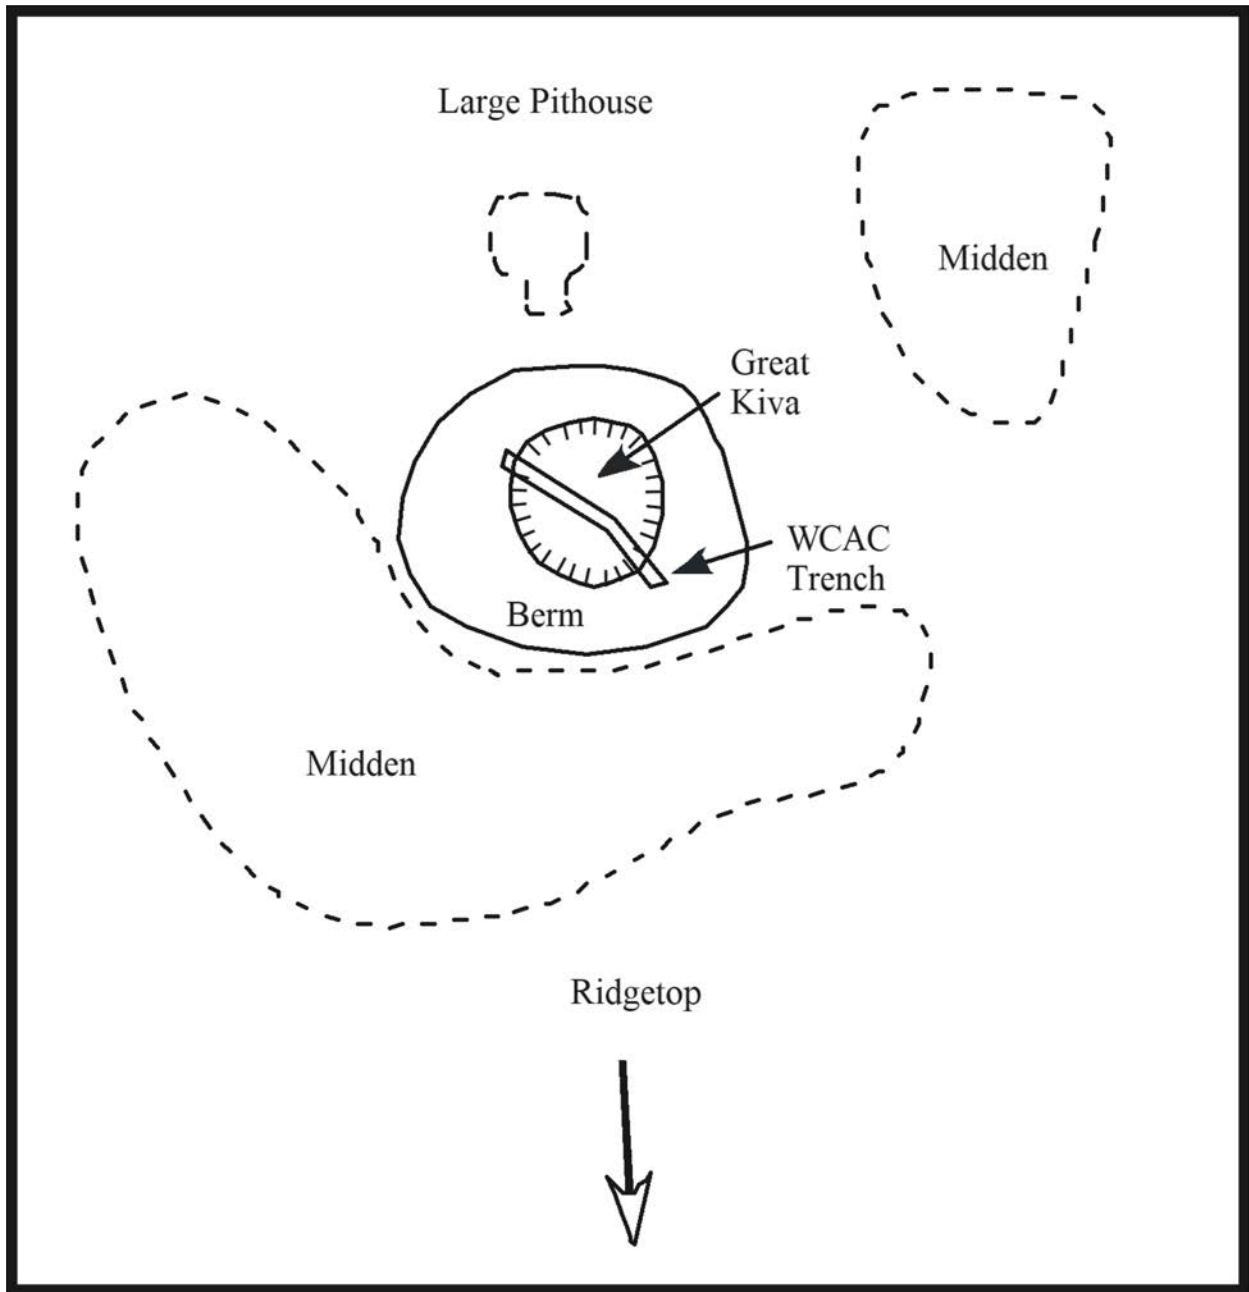 Large Pithouse
Midden
Great
Kiva
WCAC
Trench
Berm
Midden
Ridgetop